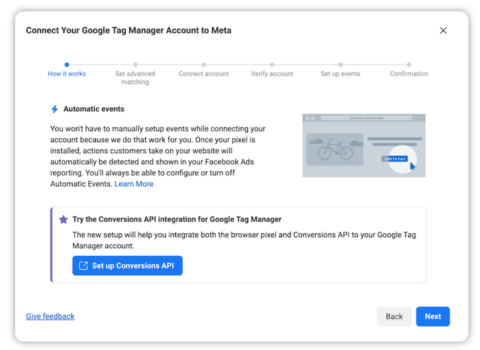 Connect Your Google Tag Manager Account to Meta
How it works
Set advanced
matching
Connect account
Verify account
Set up events
Confirmation
Automatic events
You won't have to manually setup events while connecting your
account because we do that work for you. Once your pixel is
installed, actions customers take on your website will
automatically be detected and shown in your Facebook Ads
reporting. You'll always be able to configure or turn off
Automatic Events. Learn More
Try the Conversions API integration for Google Tag Manager
The new setup will help you integrate both the browser pixel and Conversions API to your Google Tag
Manager account.
Set up Conversions API
Give feedback
Back
Next